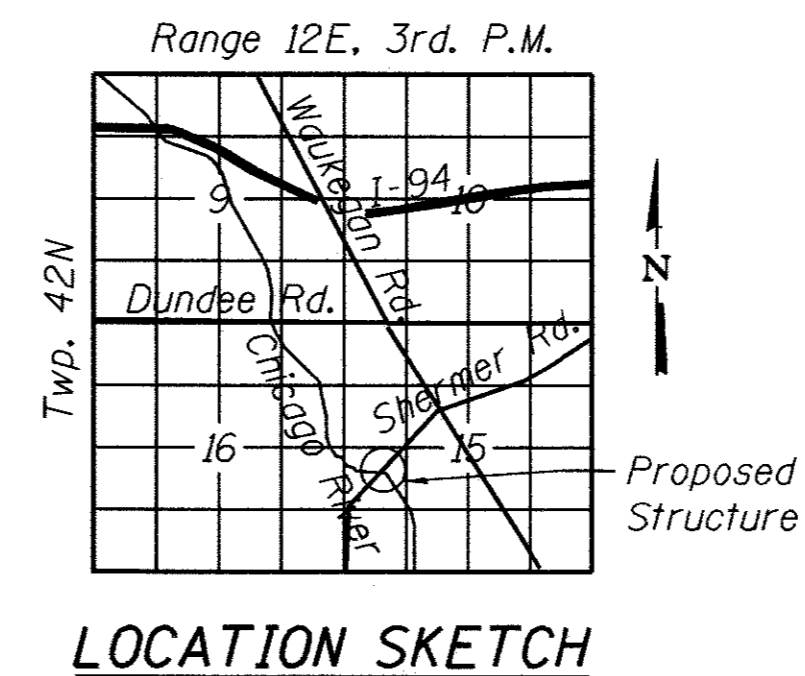 Range 12E, 3rd. P.M.
Twp. 42N
Waukegan Rd.
I-94
9
10
N
Dundee Rd.
Chicago River
Shermer Rd.
16
15
Proposed
Structure
LOCATION SKETCH